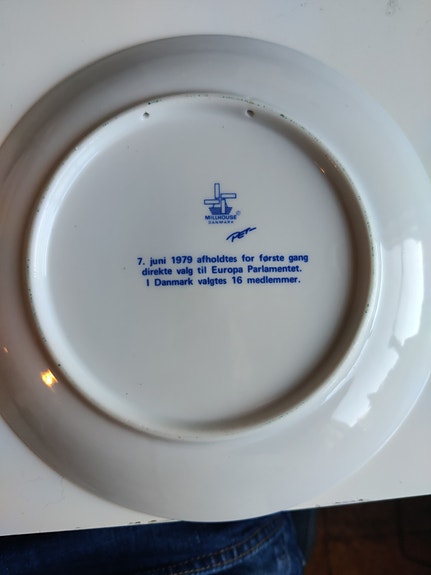 MILLHOUSE
DANMARK
7. juni 1979 afholdtes for første gang
direkte valg til Europa Parlamentet.
I Danmark valgtes 16 medlemmer.